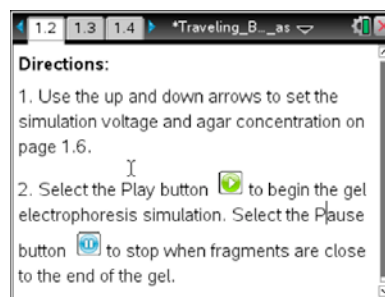 1.2 1.3 1.4 *Traveling_B..._as
Directions:
1. Use the up and down arrows to set the
simulation voltage and agar concentration on
page 1.6.
2. Select the Play button to begin the gel
electrophoresis simulation. Select the Pause
button to stop when fragments are close
to the end of the gel.